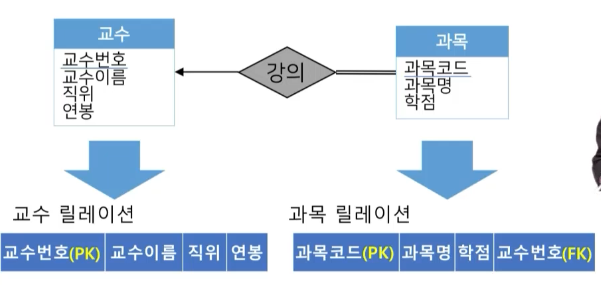 교수
교수번호
교수이름
직위
연봉
강의
과목
과목코드
과목명
학점
교수 릴레이션
교수번호(PK) 교수이름 직위 연봉
과목 릴레이션
과목코드(PK) 과목명 학점 교수번호(FK)